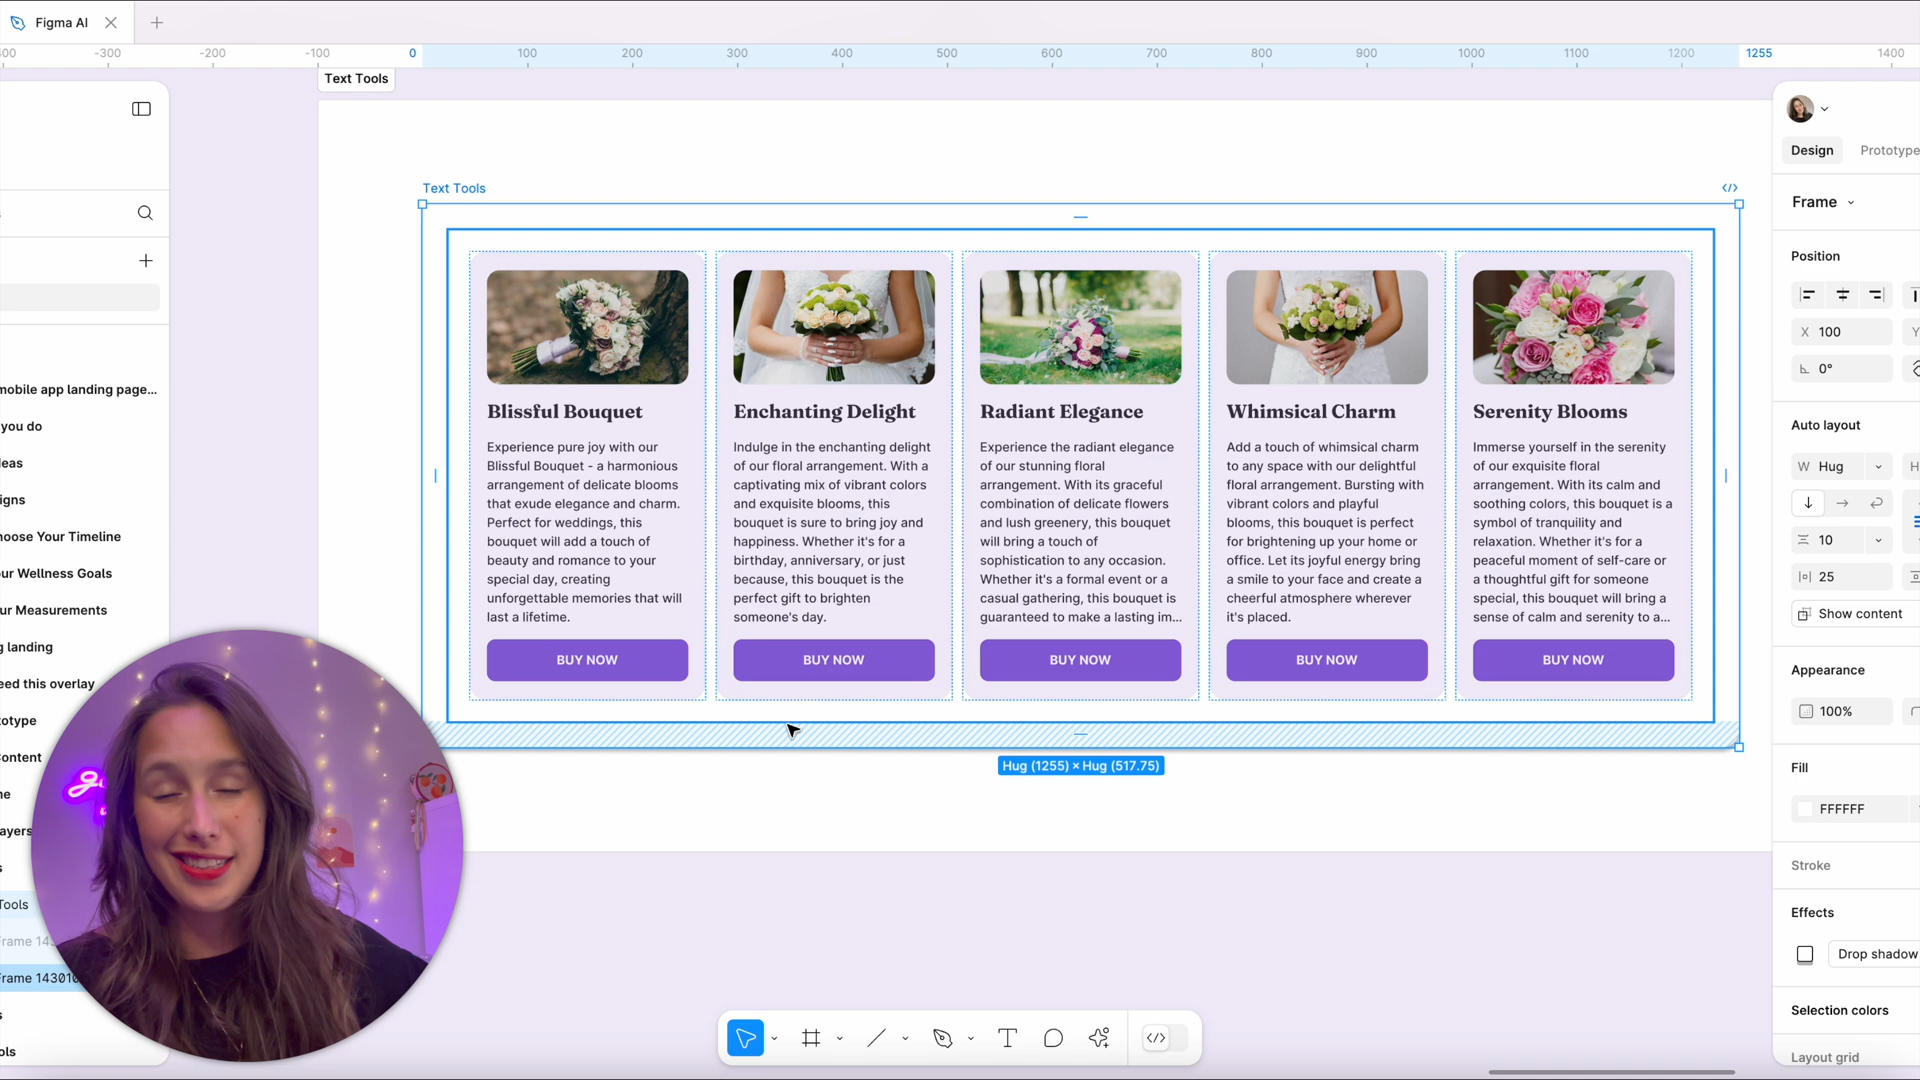 Figma AI
00
-300
-200
-100
0
100
200
300
400
500
600
700
800
900
1000
1100
1200
1255
1400
Text Tools
Text Tools
mobile app landing page...
you do
deas
igns
hoose Your Timeline
ur Wellness Goals
ur Measurements
g landing
eed this overlay
totype
Content
me
ayers
s
Tools
Frame 143
Frame 14301
s
ols
Blissful Bouquet
Experience pure joy with our
Blissful Bouquet - a harmonious
arrangement of delicate blooms
that exude elegance and charm.
Perfect for weddings, this
bouquet will add a touch of
beauty and romance to your
special day, creating
unforgettable memories that will
last a lifetime.
BUY NOW
Enchanting Delight
Indulge in the enchanting delight
of our floral arrangement. With a
captivating mix of vibrant colors
and exquisite blooms, this
bouquet is sure to bring joy and
happiness. Whether it's for a
birthday, anniversary, or just
because, this bouquet is the
perfect gift to brighten
someone's day.
BUY NOW
Radiant Elegance
Experience the radiant elegance
of our stunning floral
arrangement. With its graceful
combination of delicate flowers
and lush greenery, this bouquet
will bring a touch of
sophistication to any occasion.
Whether it's a formal event or a
casual gathering, this bouquet is
guaranteed to make a lasting im...
BUY NOW
Whimsical Charm
Add a touch of whimsical charm
to any space with our delightful
floral arrangement. Bursting with
vibrant colors and playful
blooms, this bouquet is perfect
for brightening up your home or
office. Let its joyful energy bring
a smile to your face and create a
cheerful atmosphere wherever
it's placed.
BUY NOW
Serenity Blooms
Immerse yourself in the serenity
of our exquisite floral
arrangement. With its calm and
soothing colors, this bouquet is a
symbol of tranquility and
relaxation. Whether it's for a
peaceful moment of self-care or
a thoughtful gift for someone
special, this bouquet will bring a
sense of calm and serenity to a...
BUY NOW
Hug (1255) × Hug (517.75)
Design
Prototype
Frame
Position
X 100
Y
0°
Auto layout
W Hug
H
10
25
Show content
Appearance
100%
Fill
FFFFFF
Stroke
Effects
Drop shadow
Selection colors
Layout grid